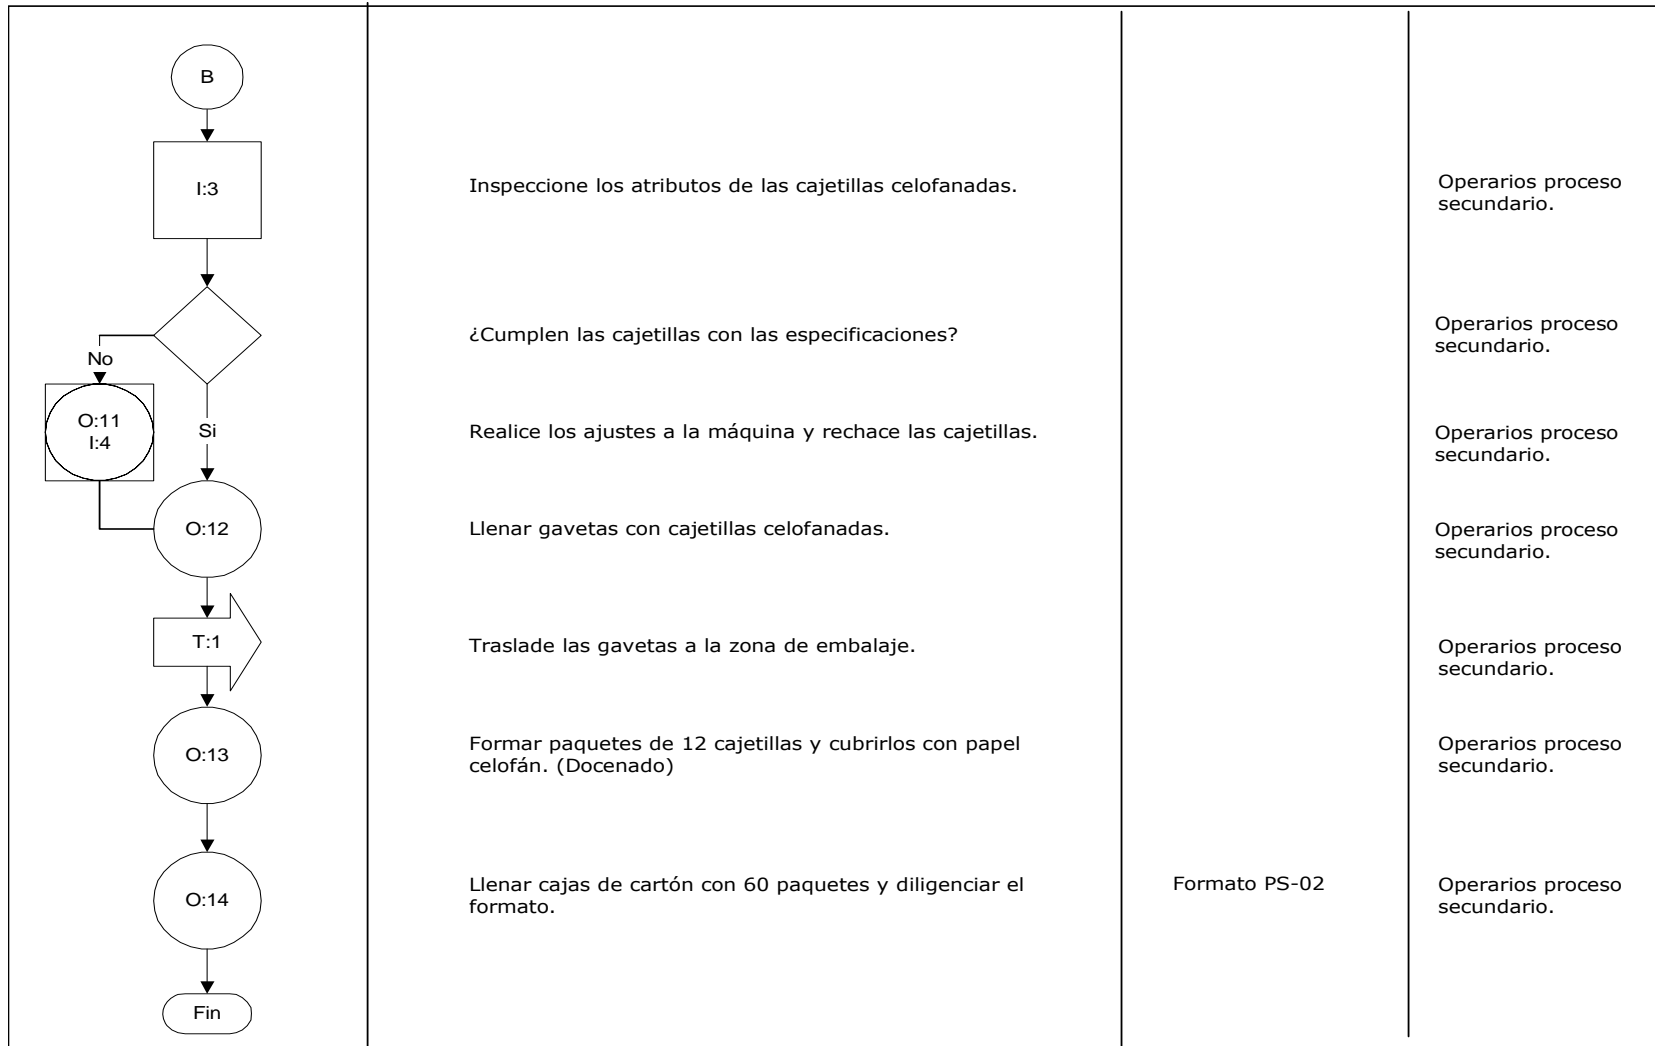 B
I:3
Inspeccione los atributos de las cajetillas celofanadas.
Operarios proceso
secundario.
¿Cumplen las cajetillas con las especificaciones?
Operarios proceso
secundario.
No
O:11
I:4
Si
Realice los ajustes a la máquina y rechace las cajetillas.
Operarios proceso
secundario.
O:12
Llenar gavetas con cajetillas celofanadas.
Operarios proceso
secundario.
T:1
Traslade las gavetas a la zona de embalaje.
Operarios proceso
secundario.
O:13
Formar paquetes de 12 cajetillas y cubrirlos con papel
celofán. (Docenado)
Operarios proceso
secundario.
O:14
Llenar cajas de cartón con 60 paquetes y diligenciar el
formato.
Formato PS-02
Operarios proceso
secundario.
Fin